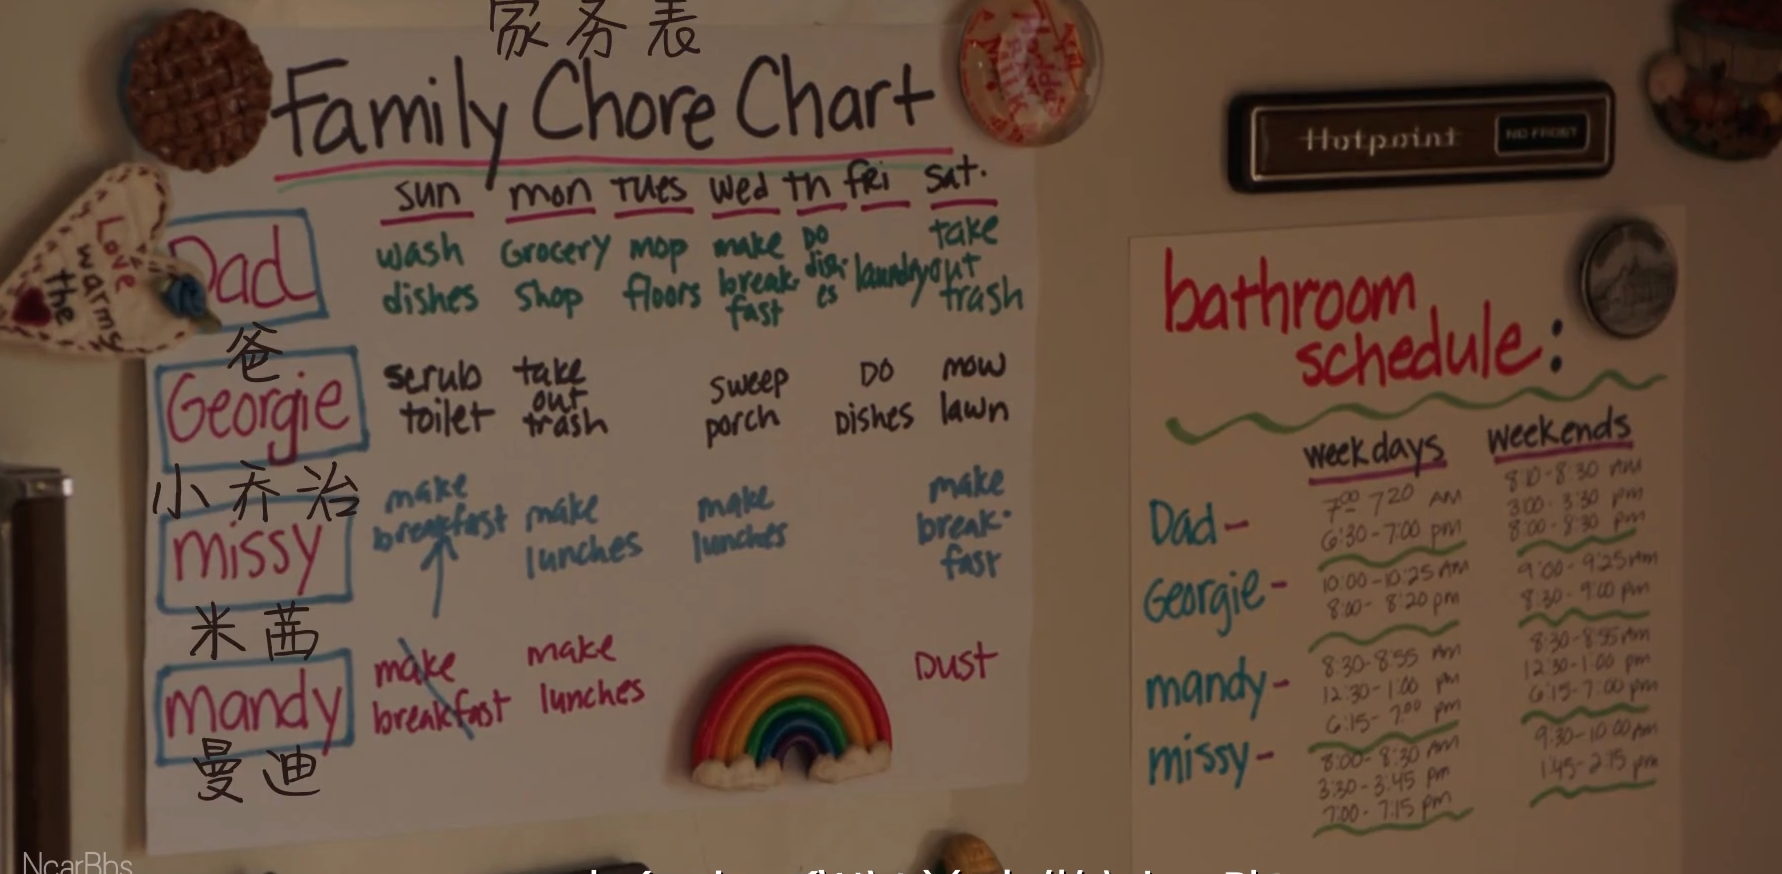 家务表
Family Chore Chart
sun mon Tues Wed Th fri sat.
Dad
爸
wash
dishes
Grocery
Shop
mop
floors
make
break-
fast
DO
dish-
es
laundry
take
out
trash
Georgie
小乔治
scrub
toilet
take
out
trash
sweep
porch
DO
DISHES
mow
lawn
missy
米茜
make
breakfast
make
lunches
make
lunches
make
break-
fast
mandy
曼迪
make
breakfast
make
lunches
DUST
Love
warms
the
Hotpoint
NO-FROST
bathroom
schedule:
weekdays weekends
Dad-
7:00 7:20 AM
6:30-7:00 pm
8:10-8:30 AM
3:00-3:30 pm
8:00-8:30 pm
Georgie-
10:00-10:25 AM
8:00-8:20 pm
9:00-9:25 AM
8:30-9:00 pm
mandy-
8:30-8:55 AM
12:30-1:00 pm
6:15-7:00 pm
8:30-8:55 AM
12:30-1:00 pm
6:15-7:00 pm
missy-
8:00-8:30 AM
3:30-3:45 pm
7:00-7:15 pm
9:30-10:00 AM
1:45-2:15 pm
NcarBbs